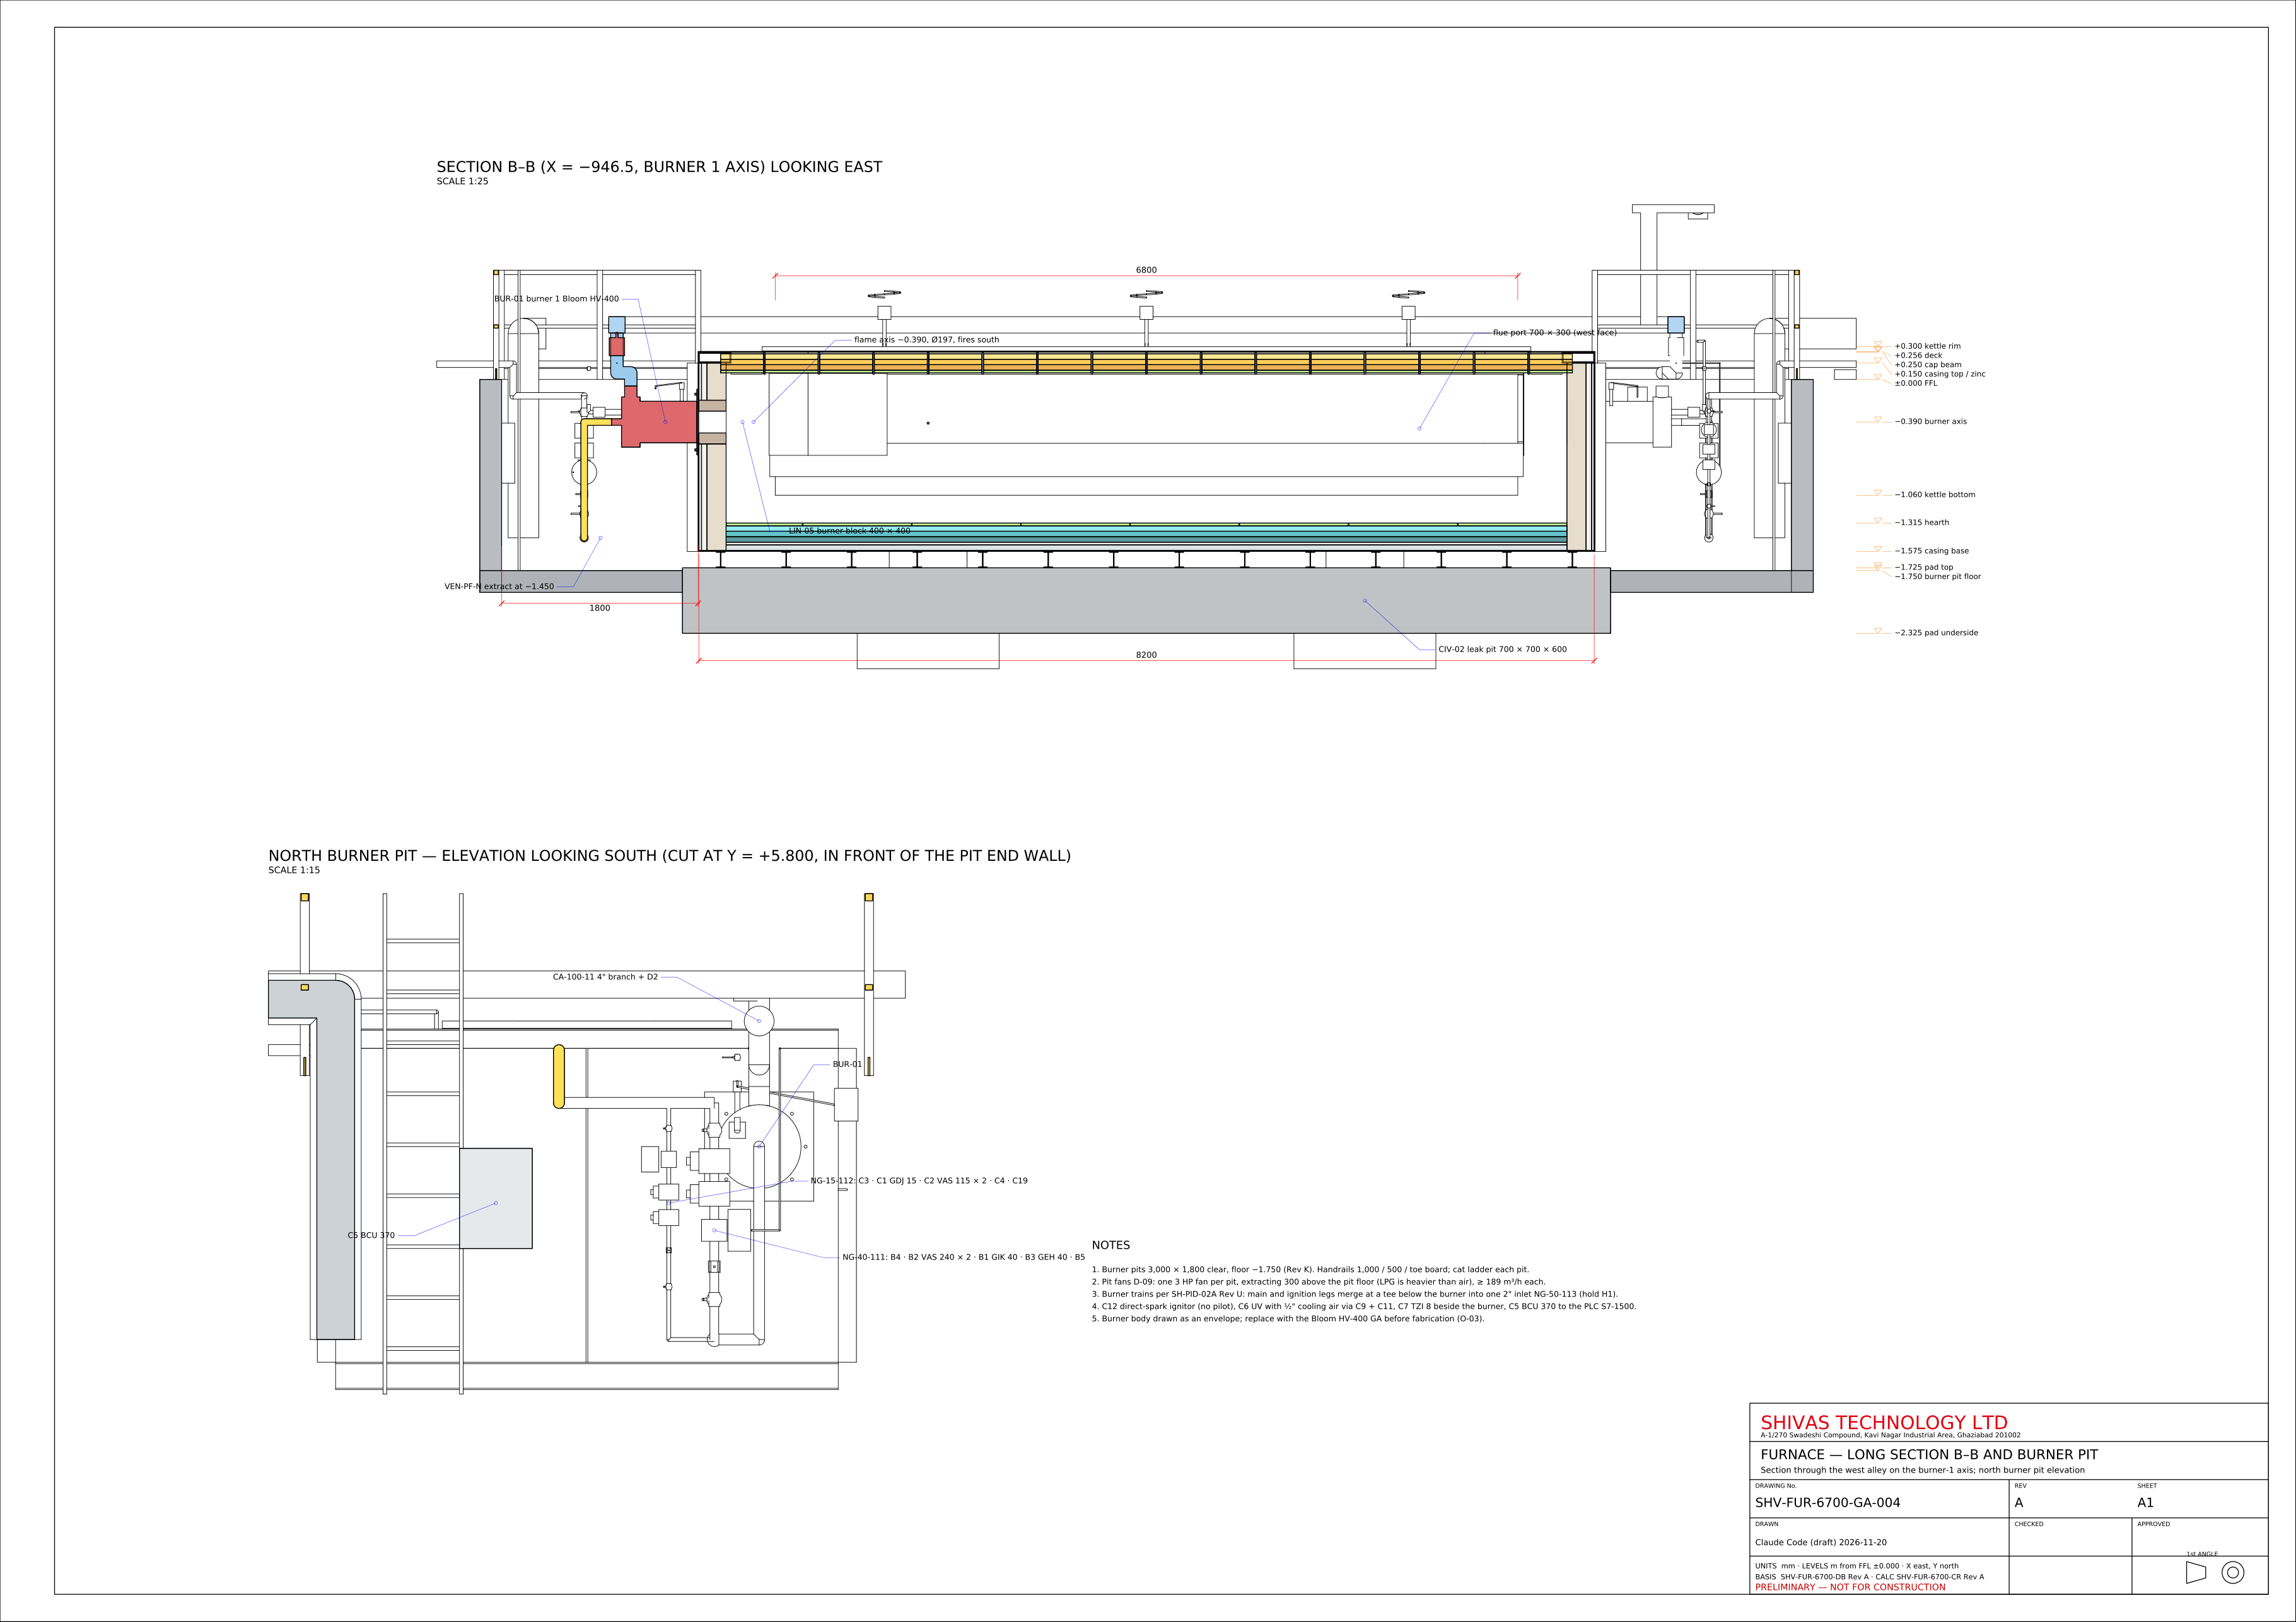 SECTION B–B (X = −946.5, BURNER 1 AXIS) LOOKING EAST
SCALE 1:25
6800
BUR-01 burner 1 Bloom HV-400
flame axis −0.390, Ø197, fires south
flue port 700 × 300 (west face)
+0.300 kettle rim
+0.256 deck
+0.250 cap beam
+0.150 casing top / zinc
±0.000 FFL
−0.390 burner axis
−1.060 kettle bottom
−1.315 hearth
−1.575 casing base
−1.725 pad top
−1.750 burner pit floor
−2.325 pad underside
LIN-05 burner block 400 × 400
VEN-PF-N extract at −1.450
1800
8200
CIV-02 leak pit 700 × 700 × 600
NORTH BURNER PIT — ELEVATION LOOKING SOUTH (CUT AT Y = +5.800, IN FRONT OF THE PIT END WALL)
SCALE 1:15
CA-100-11 4" branch + D2
BUR-01
NG-15-112: C3 · C1 GDJ 15 · C2 VAS 115 × 2 · C4 · C19
C5 BCU 370
NG-40-111: B4 · B2 VAS 240 × 2 · B1 GIK 40 · B3 GEH 40 · B5
NOTES
1. Burner pits 3,000 × 1,800 clear, floor −1.750 (Rev K). Handrails 1,000 / 500 / toe board; cat ladder each pit.
2. Pit fans D-09: one 3 HP fan per pit, extracting 300 above the pit floor (LPG is heavier than air), ≥ 189 m³/h each.
3. Burner trains per SH-PID-02A Rev U: main and ignition legs merge at a tee below the burner into one 2" inlet NG-50-113 (hold H1).
4. C12 direct-spark ignitor (no pilot), C6 UV with ½" cooling air via C9 + C11, C7 TZI 8 beside the burner, C5 BCU 370 to the PLC S7-1500.
5. Burner body drawn as an envelope; replace with the Bloom HV-400 GA before fabrication (O-03).
SHIVAS TECHNOLOGY LTD
A-1/270 Swadeshi Compound, Kavi Nagar Industrial Area, Ghaziabad 201002
FURNACE — LONG SECTION B–B AND BURNER PIT
Section through the west alley on the burner-1 axis; north burner pit elevation
DRAWING No. REV SHEET
SHV-FUR-6700-GA-004 A A1
DRAWN CHECKED APPROVED
Claude Code (draft) 2026-11-20
1st ANGLE
UNITS mm · LEVELS m from FFL ±0.000 · X east, Y north
BASIS SHV-FUR-6700-DB Rev A · CALC SHV-FUR-6700-CR Rev A
PRELIMINARY — NOT FOR CONSTRUCTION